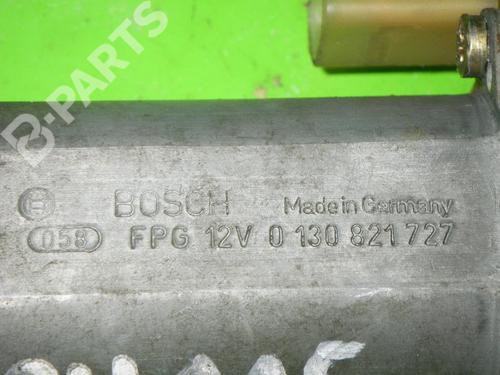 B-PARTS
BOSCH Made in Germany
058 FPG 12V 0 130 821 727